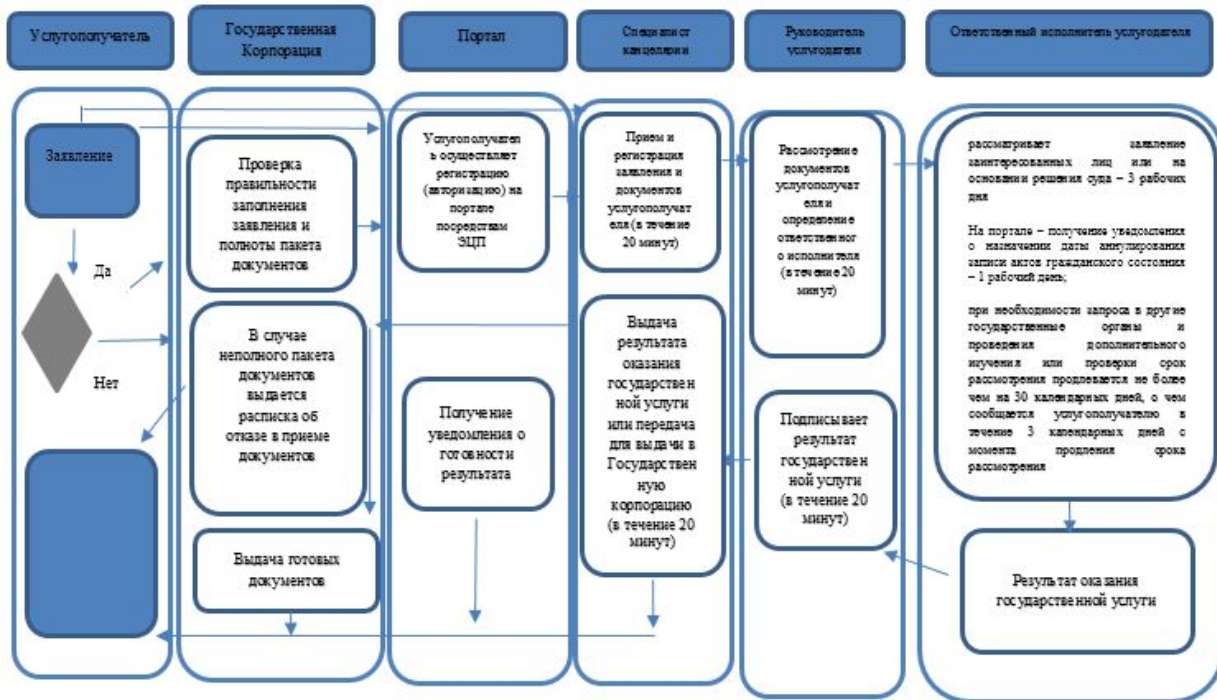 Услугополучатель
Государственная
Корпорация
Портал
Специалист
канцелярии
Руководитель
услугодателя
Ответственный исполнитель услугодателя
Заявление
Да
Нет
Проверка
правильности
заполнения
заявления и
полноты пакета
документов
В случае
неполного пакета
документов
выдается
расписка об
отказе в приеме
документов
Выдача готовых
документов
Услугополучател
ь осуществляет
регистрацию
(авторизацию) на
портале
посредствам
ЭЦП
Получение
уведомления о
готовности
результата
Прием и
регистрация
заявления и
документов
услугополучат
еля (в течение
20 минут)
Выдача
результата
оказания
государствен
ной услуги
или передача
для выдачи в
Государствен
ную
корпорацию
(в течение 20
минут)
Рассмотрение
документов
услугополучат
еля и
определение
ответственног
о исполнителя
(в течение 20
минут)
Подписывает
результат
государствен
ной услуги
(в течение 20
минут)
рассматривает заявление
заинтересованных лиц или на
основании решения суда – 3 рабочих
дня
На портале – получение уведомления
о назначении даты аннулирования
записи актов гражданского состояния
– 1 рабочий день;
при необходимости запроса в другие
государственные органы и
проведения дополнительного
изучения или проверки срок
рассмотрения продлевается не более
чем на 30 календарных дней, о чем
сообщается услугополучателю в
течение 3 календарных дней с
момента продления срока
рассмотрения
Результат оказания
государственной услуги